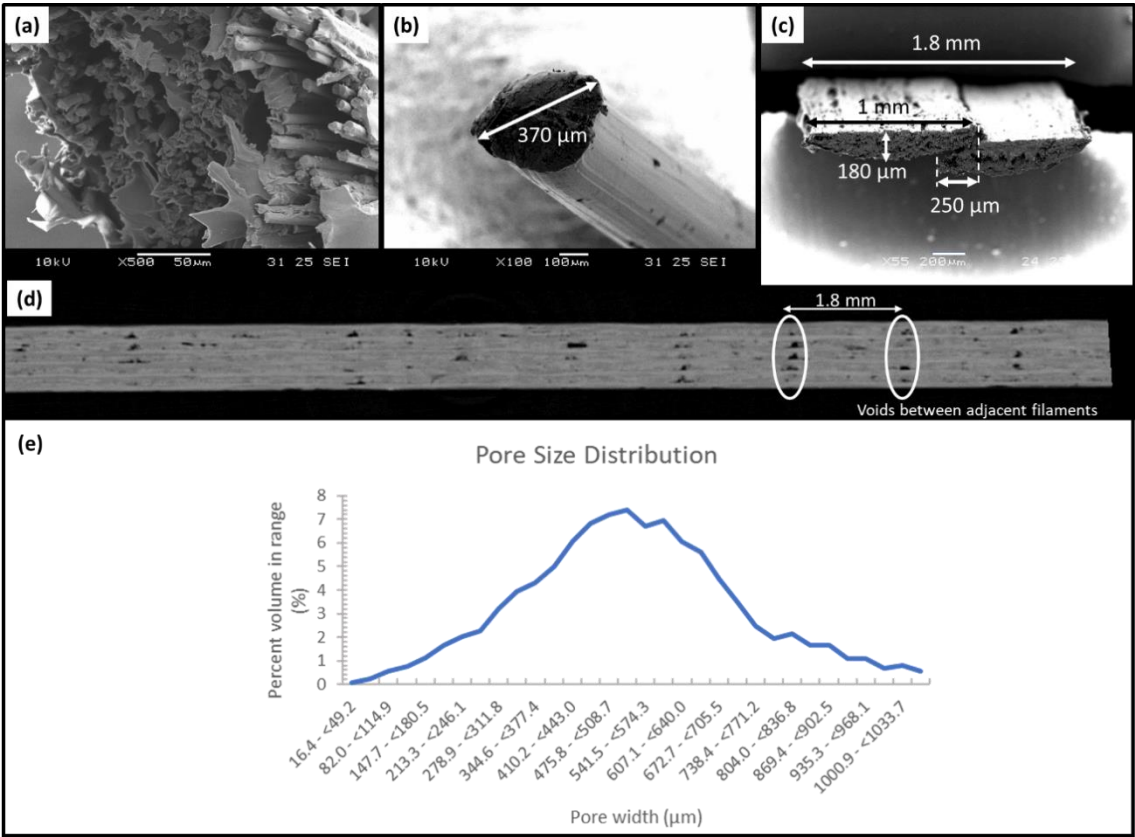 (a)
10kV X500 50µm 31 25 SEI
(b)
370 µm
10kV X100 100µm 31 25 SEI
(c)
1.8 mm
1 mm
180 µm
250 µm
X55 200µm
(d)
1.8 mm
Voids between adjacent filaments
(e)
Pore Size Distribution
Percent volume in range
(%)
8
7
6
5
4
3
2
1
0
16.4 - <49.2
82.0 - <114.9
147.7 - <180.5
213.3 - <246.1
278.9 - <311.8
344.6 - <377.4
410.2 - <443.0
475.8 - <508.7
541.5 - <574.3
607.1 - <640.0
672.7 - <705.5
738.4 - <771.2
804.0 - <836.8
869.4 - <902.5
935.3 - <968.1
1000.9 - <1033.7
Pore width (µm)